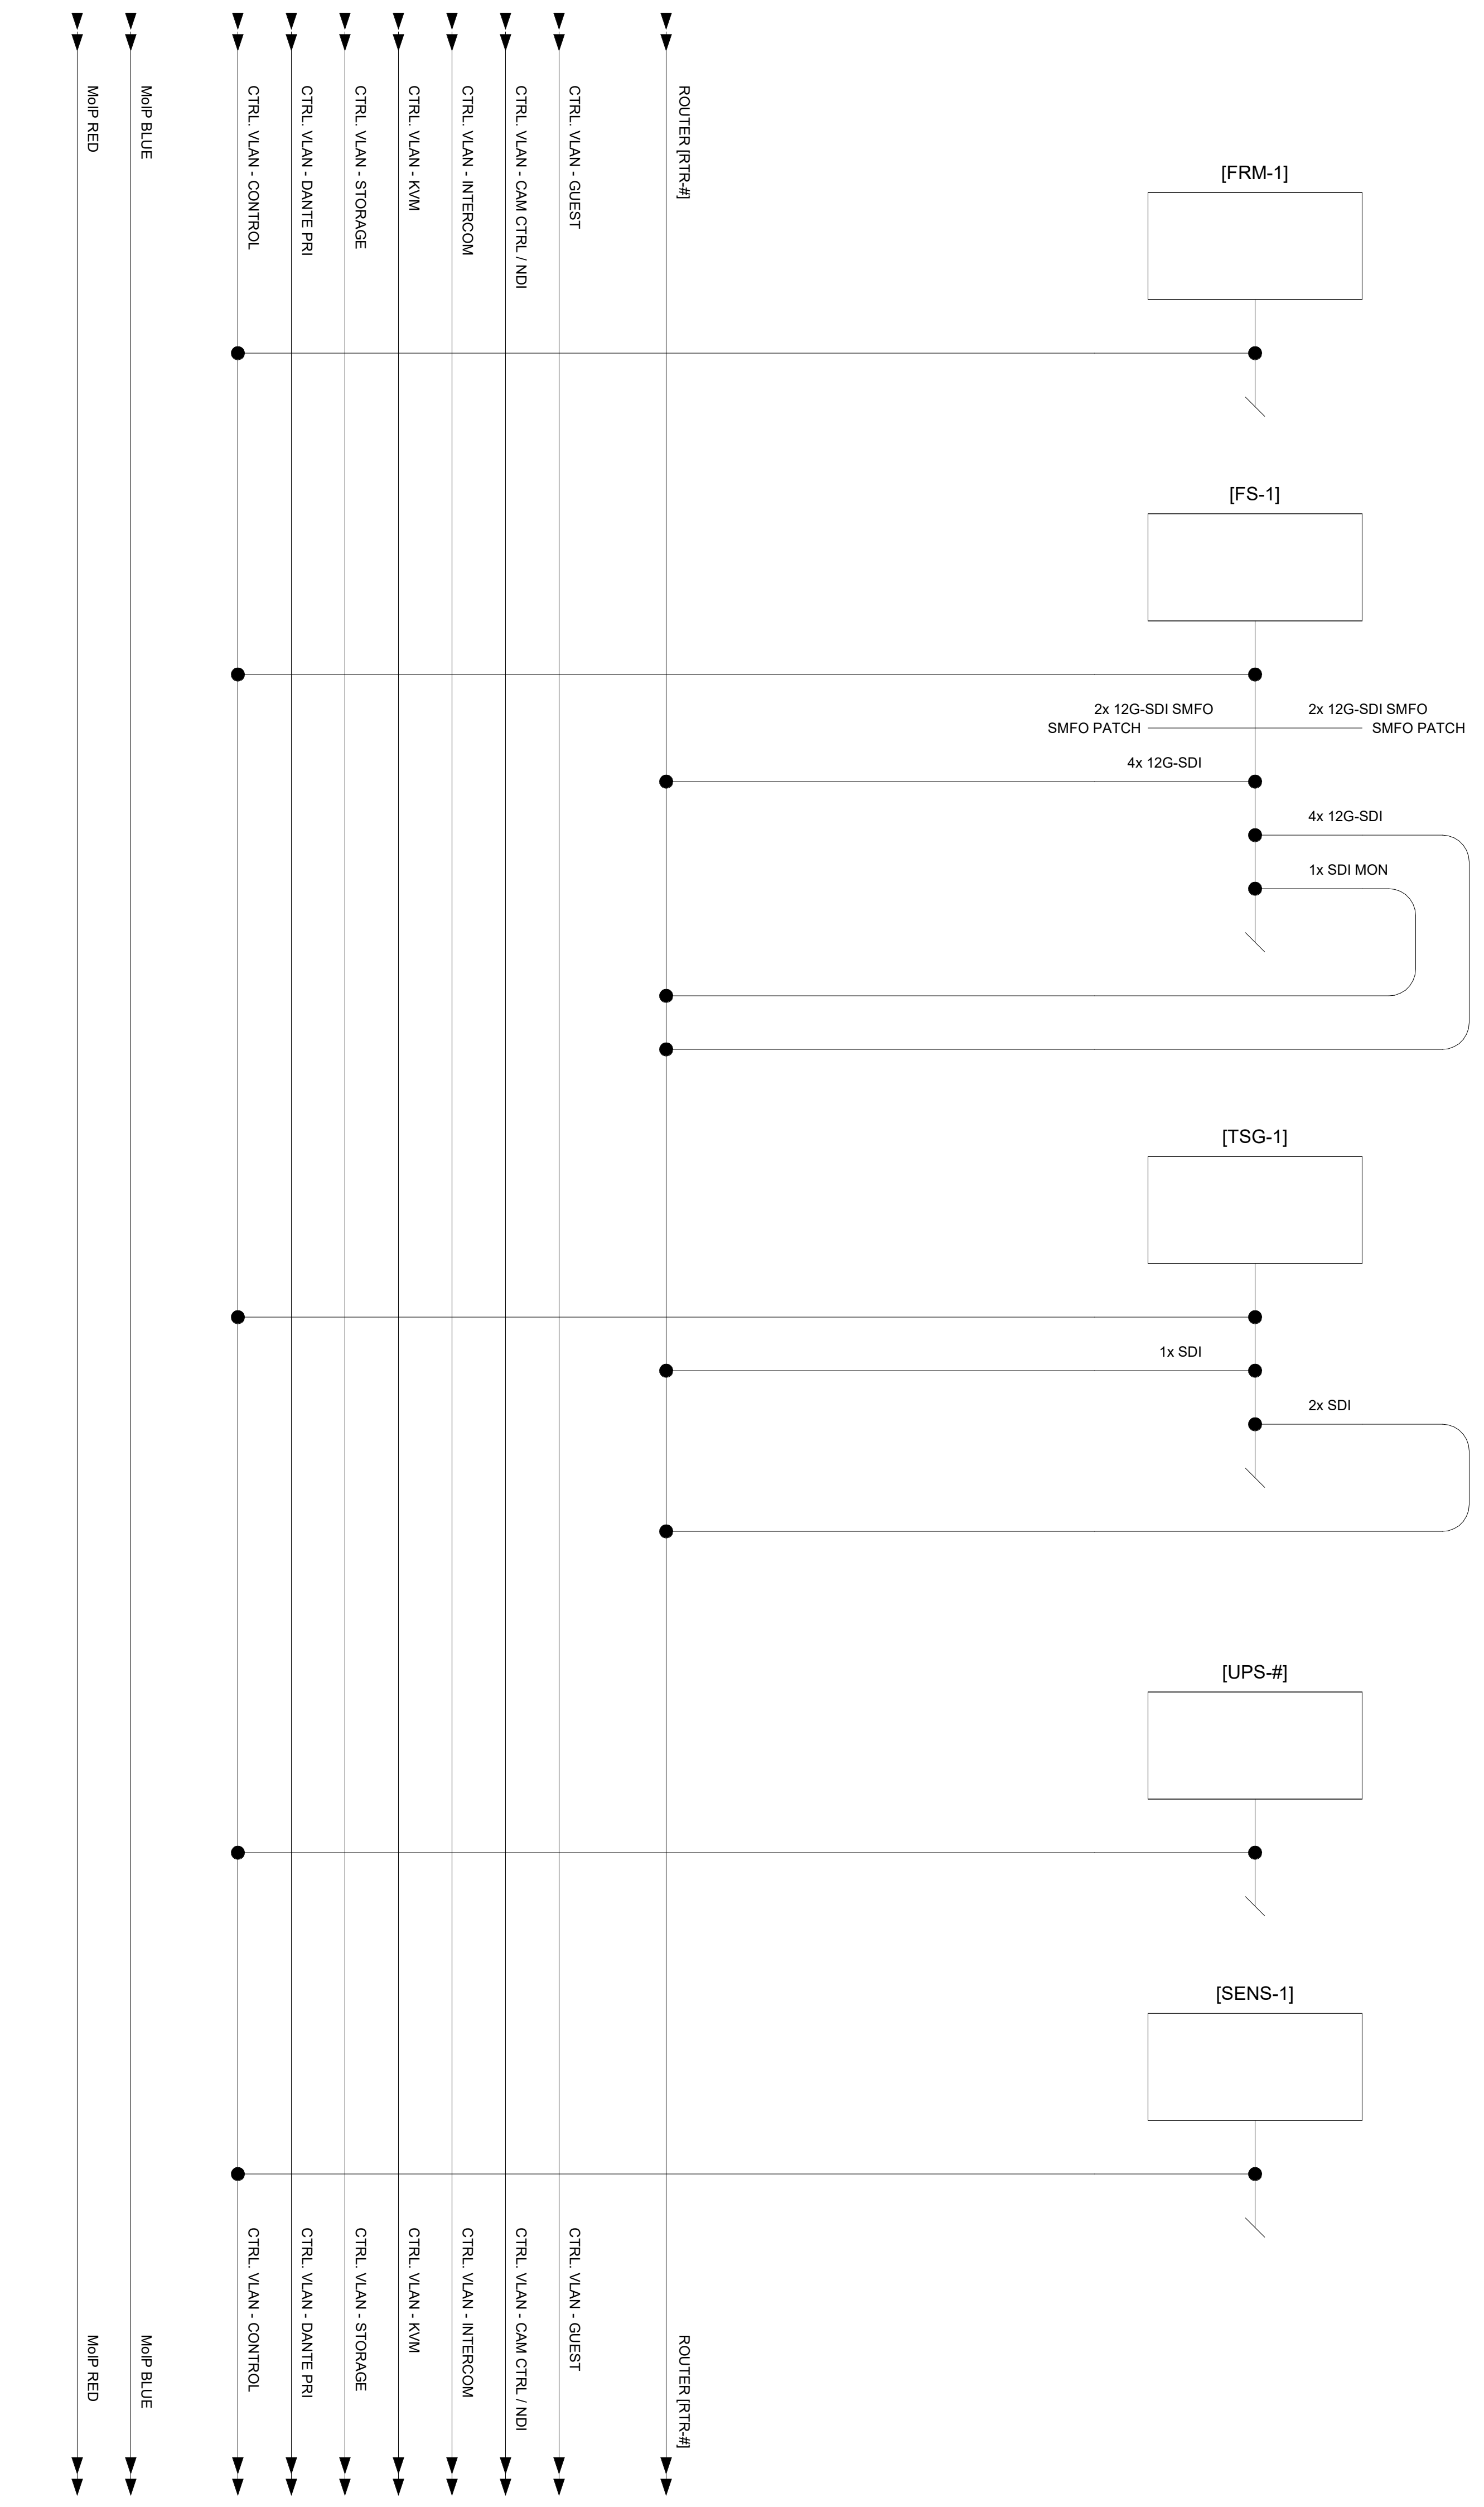 MoIP RED
MoIP BLUE
CTRL. VLAN - CONTROL
CTRL. VLAN - DANTE PRI
CTRL. VLAN - STORAGE
CTRL. VLAN - KVM
CTRL. VLAN - INTERCOM
CTRL. VLAN - CAM CTRL / NDI
CTRL. VLAN - GUEST
ROUTER [RTR-#]
[FRM-1]
[FS-1]
2x 12G-SDI SMFO
2x 12G-SDI SMFO
SMFO PATCH
SMFO PATCH
4x 12G-SDI
4x 12G-SDI
1x SDI MON
[TSG-1]
1x SDI
2x SDI
[UPS-#]
[SENS-1]
MoIP RED
MoIP BLUE
CTRL. VLAN - CONTROL
CTRL. VLAN - DANTE PRI
CTRL. VLAN - STORAGE
CTRL. VLAN - KVM
CTRL. VLAN - INTERCOM
CTRL. VLAN - CAM CTRL / NDI
CTRL. VLAN - GUEST
ROUTER [RTR-#]